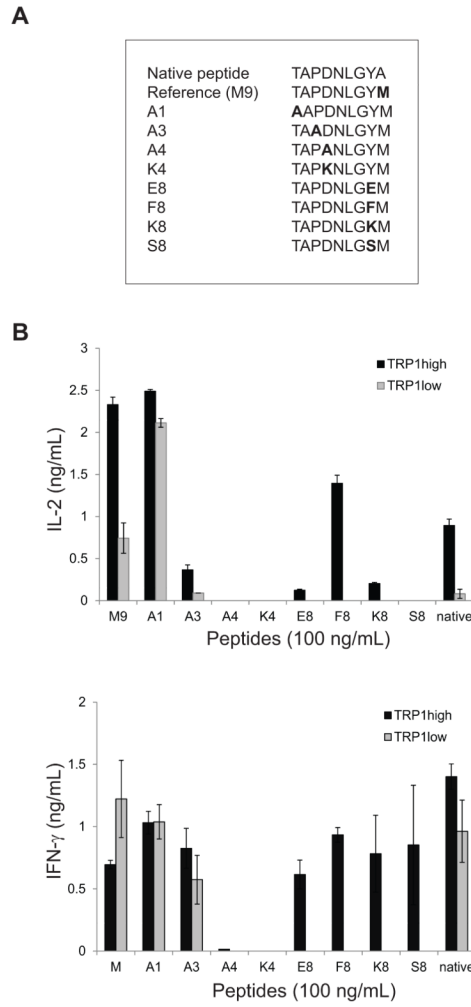 A
Native peptide TAPDNLGYA
Reference (M9) TAPDNLGYM
A1 AAPDNLGYM
A3 TAADNLGYM
A4 TAPANLGYM
K4 TAPKNLGYM
E8 TAPDNLGEM
F8 TAPDNLGFM
K8 TAPDNLGKM
S8 TAPDNLGSM
B
3
2.5
2
1.5
1
0.5
0
IL-2 (ng/mL)
TRP1high
TRP1low
M9 A1 A3 A4 K4 E8 F8 K8 S8 native
Peptides (100 ng/mL)
2
1.5
1
0.5
0
IFN-γ (ng/mL)
TRP1high
TRP1low
M A1 A3 A4 K4 E8 F8 K8 S8 native
Peptides (100 ng/mL)